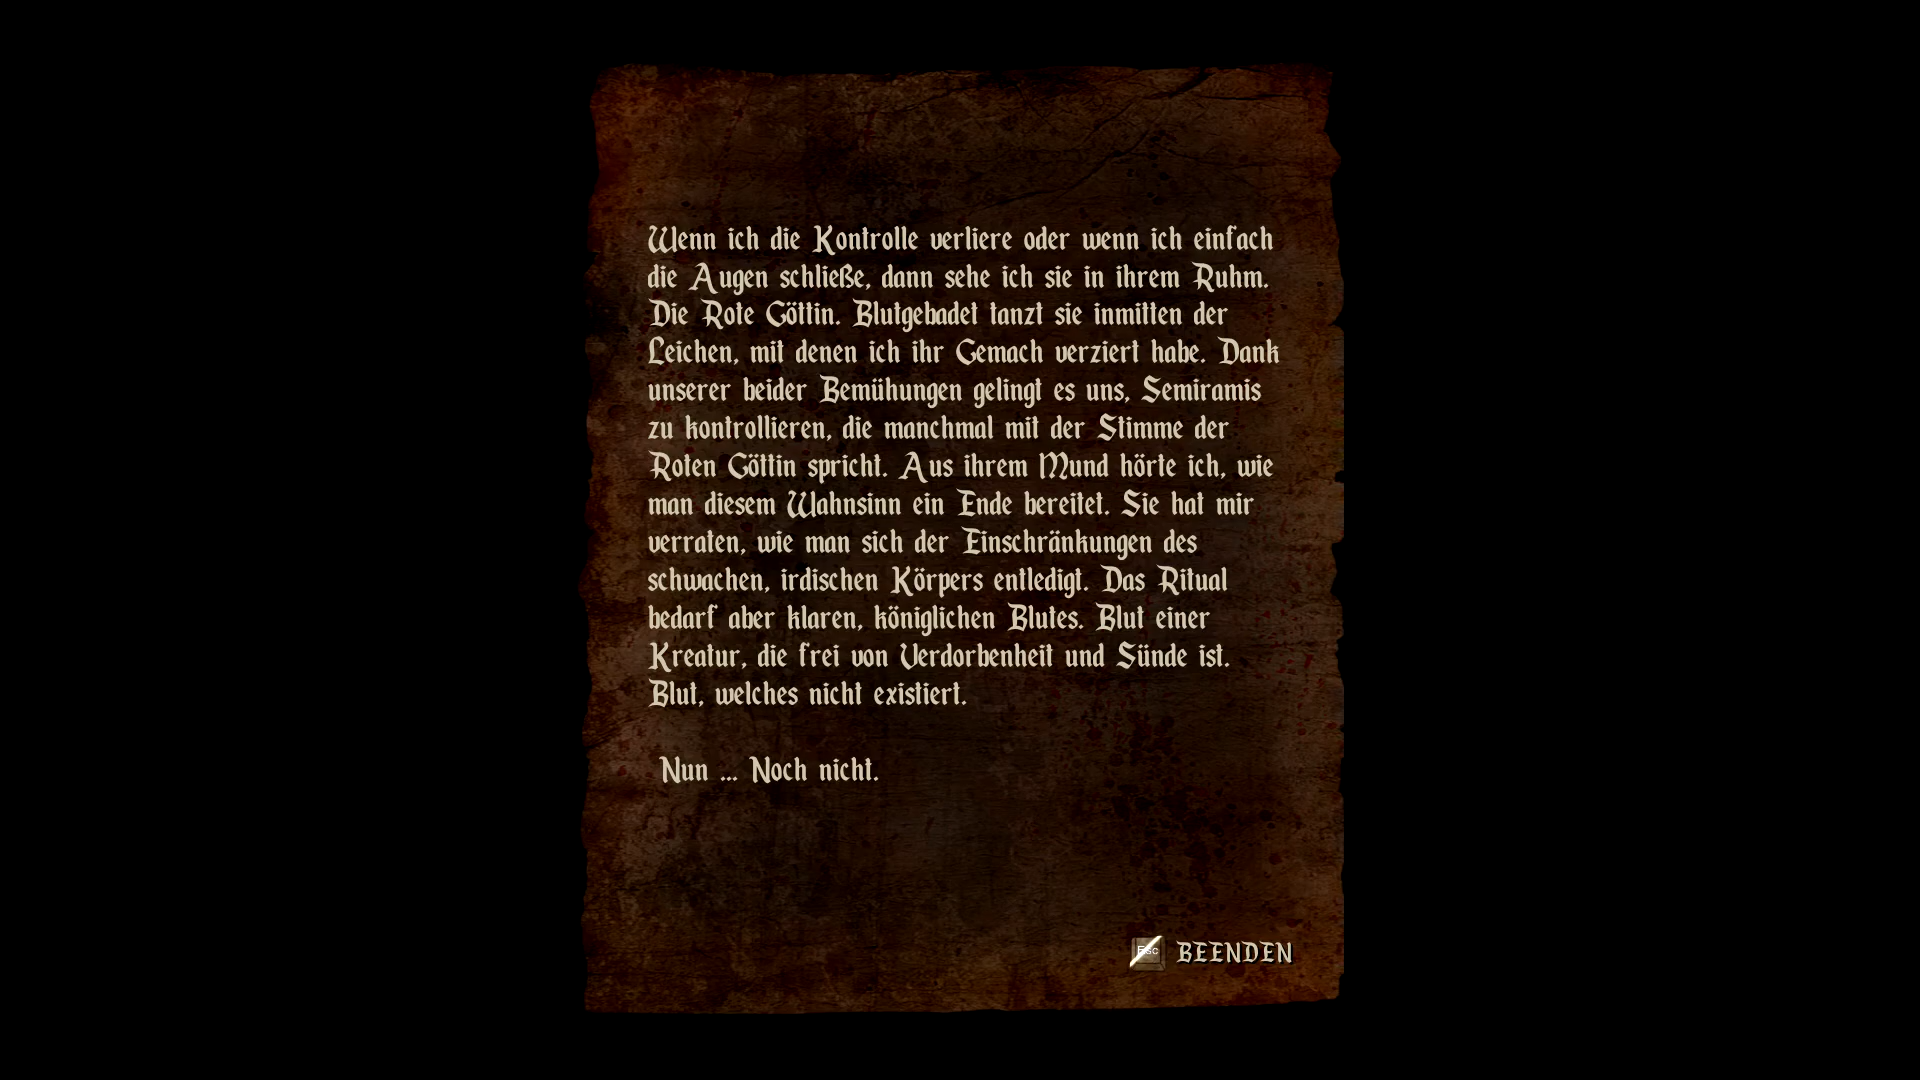 Wenn ich die Kontrolle verliere oder wenn ich einfach
die Augen schließe, dann sehe ich sie in ihrem Ruhm.
Die Rote Göttin. Blutgebadet tanzt sie inmitten der
Leichen, mit denen ich ihr Gemach verziert habe. Dank
unserer beider Bemühungen gelingt es uns, Semiramis
zu kontrollieren, die manchmal mit der Stimme der
Roten Göttin spricht. Aus ihrem Mund hörte ich, wie
man diesem Wahnsinn ein Ende bereitet. Sie hat mir
verraten, wie man sich der Einschränkungen des
schwachen, irdischen Körpers entledigt. Das Ritual
bedarf aber klaren, königlichen Blutes. Blut einer
Kreatur, die frei von Verdorbenheit und Sünde ist.
Blut, welches nicht existiert.
Nun ... Noch nicht.
Esc BEENDEN